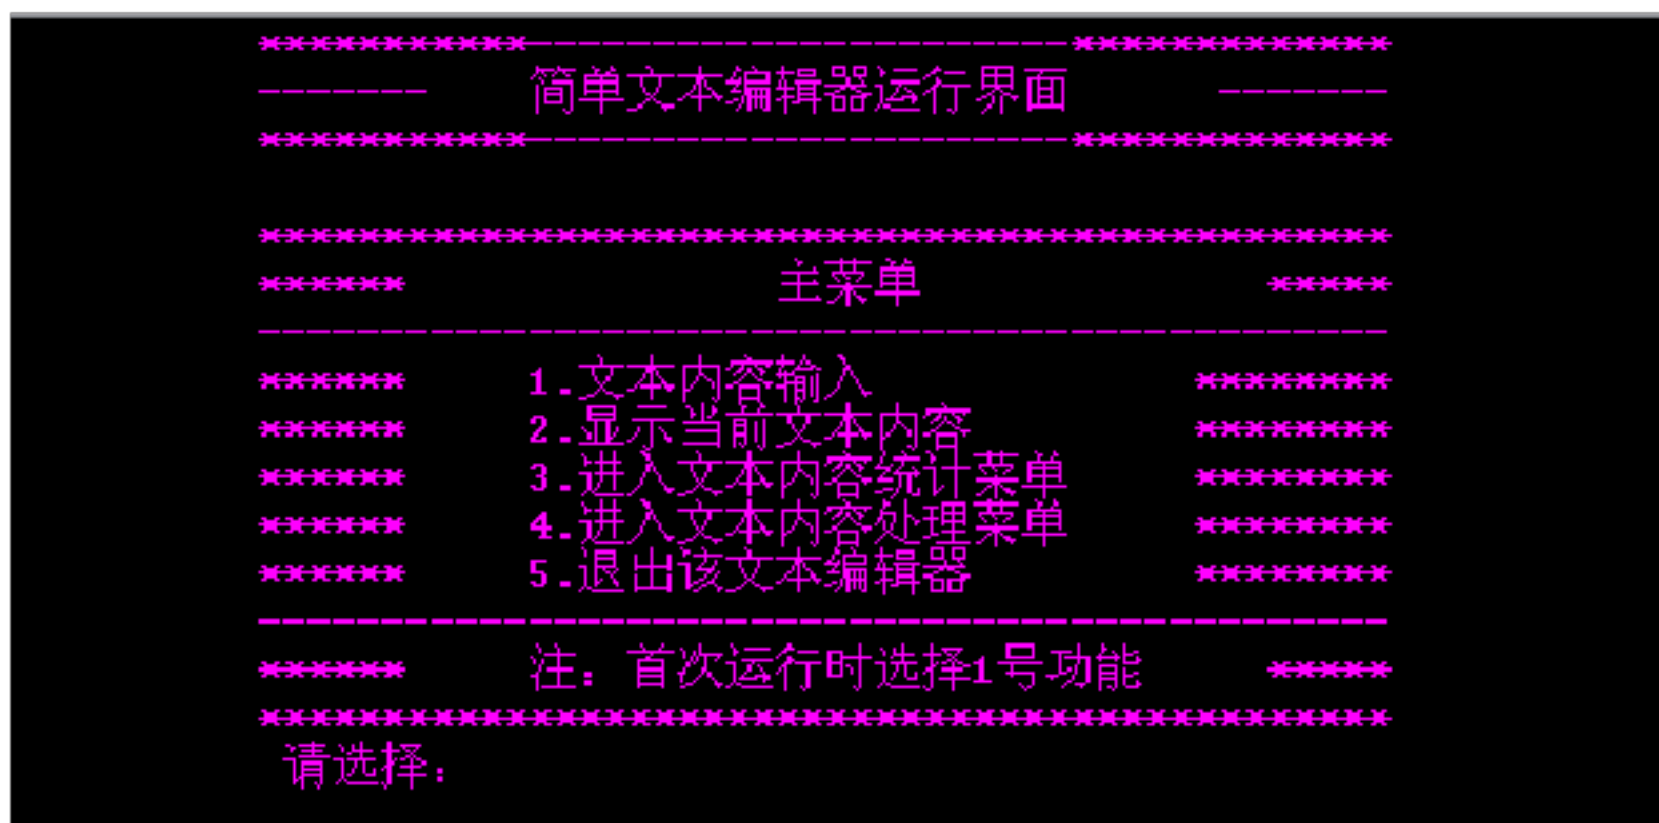 ***********----------------------*************
------- 简单文本编辑器运行界面 -------
***********----------------------*************
**********************************************
****** 主菜单 *****
----------------------------------------------
****** 1.文本内容输入 ********
****** 2.显示当前文本内容 ********
****** 3.进入文本内容统计菜单 ********
****** 4.进入文本内容处理菜单 ********
****** 5.退出该文本编辑器 ********
----------------------------------------------
****** 注：首次运行时选择1号功能 *****
**********************************************
请选择：